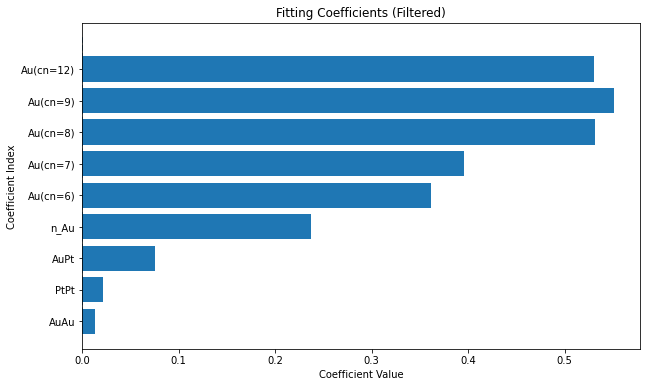 Fitting Coefficients (Filtered)
Coefficient Index
Au(cn=12)
Au(cn=9)
Au(cn=8)
Au(cn=7)
Au(cn=6)
n_Au
AuPt
PtPt
AuAu
0.0 0.1 0.2 0.3 0.4 0.5
Coefficient Value